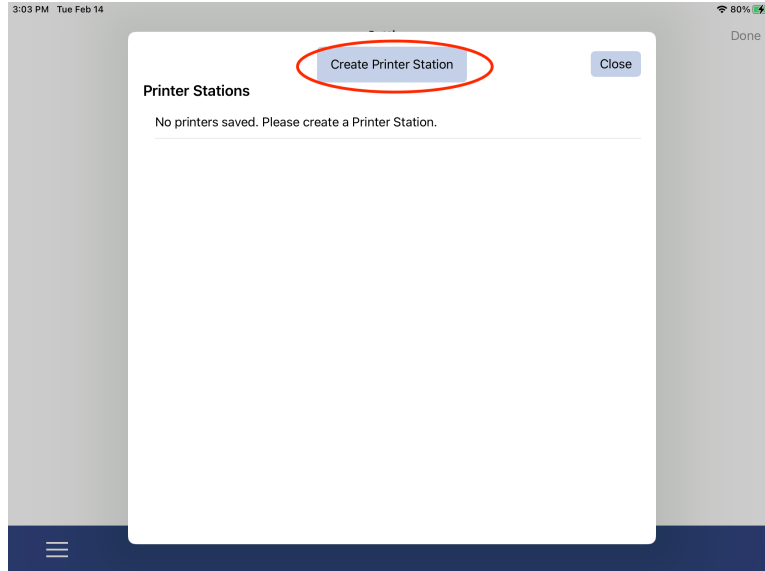 3:03 PM Tue Feb 14
80%
Done
Create Printer Station
Close
Printer Stations
No printers saved. Please create a Printer Station.